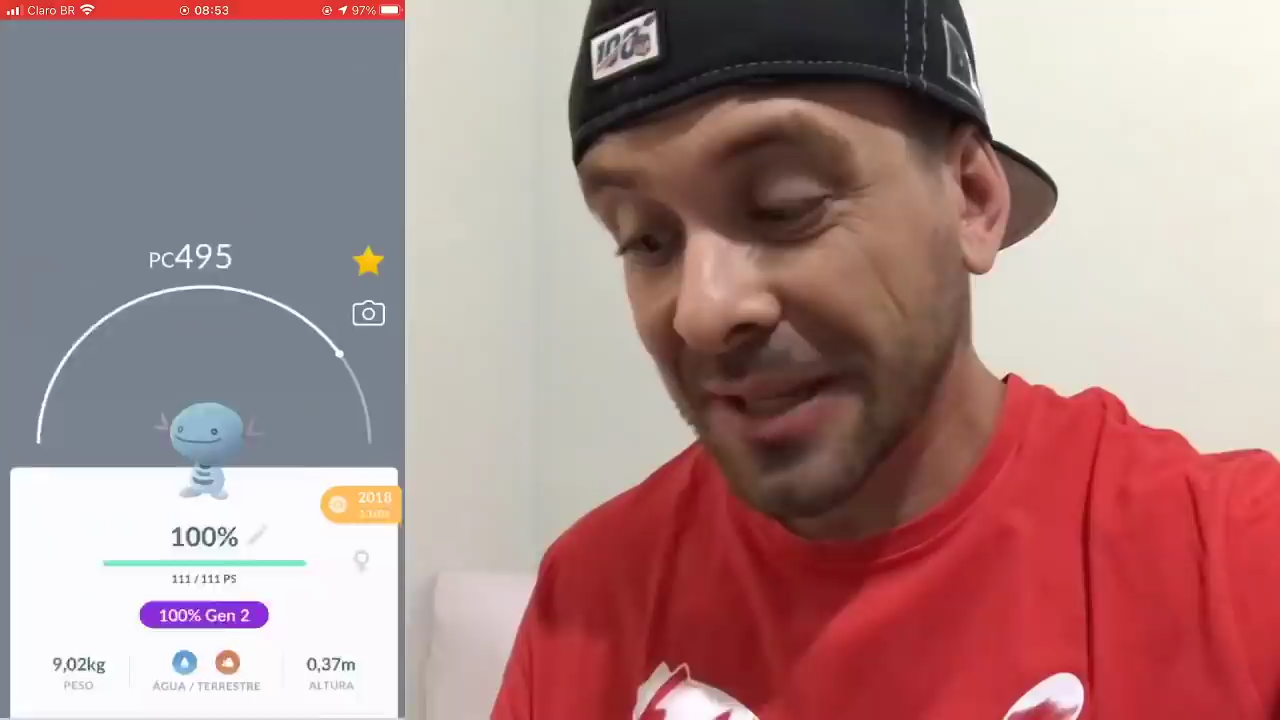 Claro BR
08:53
97%
PC495
2018
100%
111 / 111 PS
100% Gen 2
9,02kg
PESO
ÁGUA / TERRESTRE
0,37m
ALTURA
100